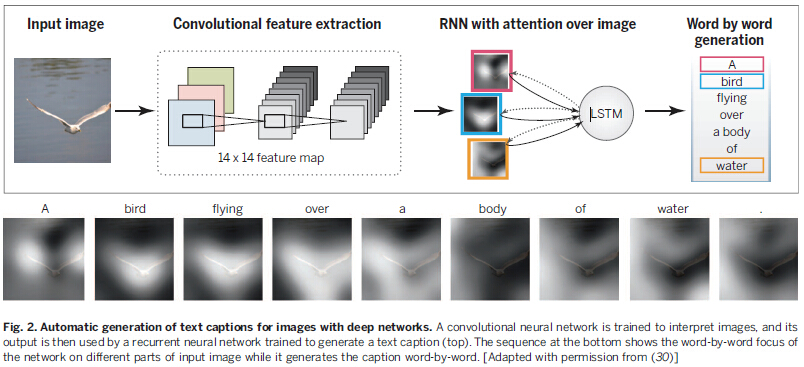 Input image
Convolutional feature extraction
RNN with attention over image
Word by word
generation
14 x 14 feature map
LSTM
A
bird
flying
over
a body
of
water
A bird flying over a body of water .
Fig. 2. Automatic generation of text captions for images with deep networks. A convolutional neural network is trained to interpret images, and its
output is then used by a recurrent neural network trained to generate a text caption (top). The sequence at the bottom shows the word-by-word focus of
the network on different parts of input image while it generates the caption word-by-word. [Adapted with permission from (30)]